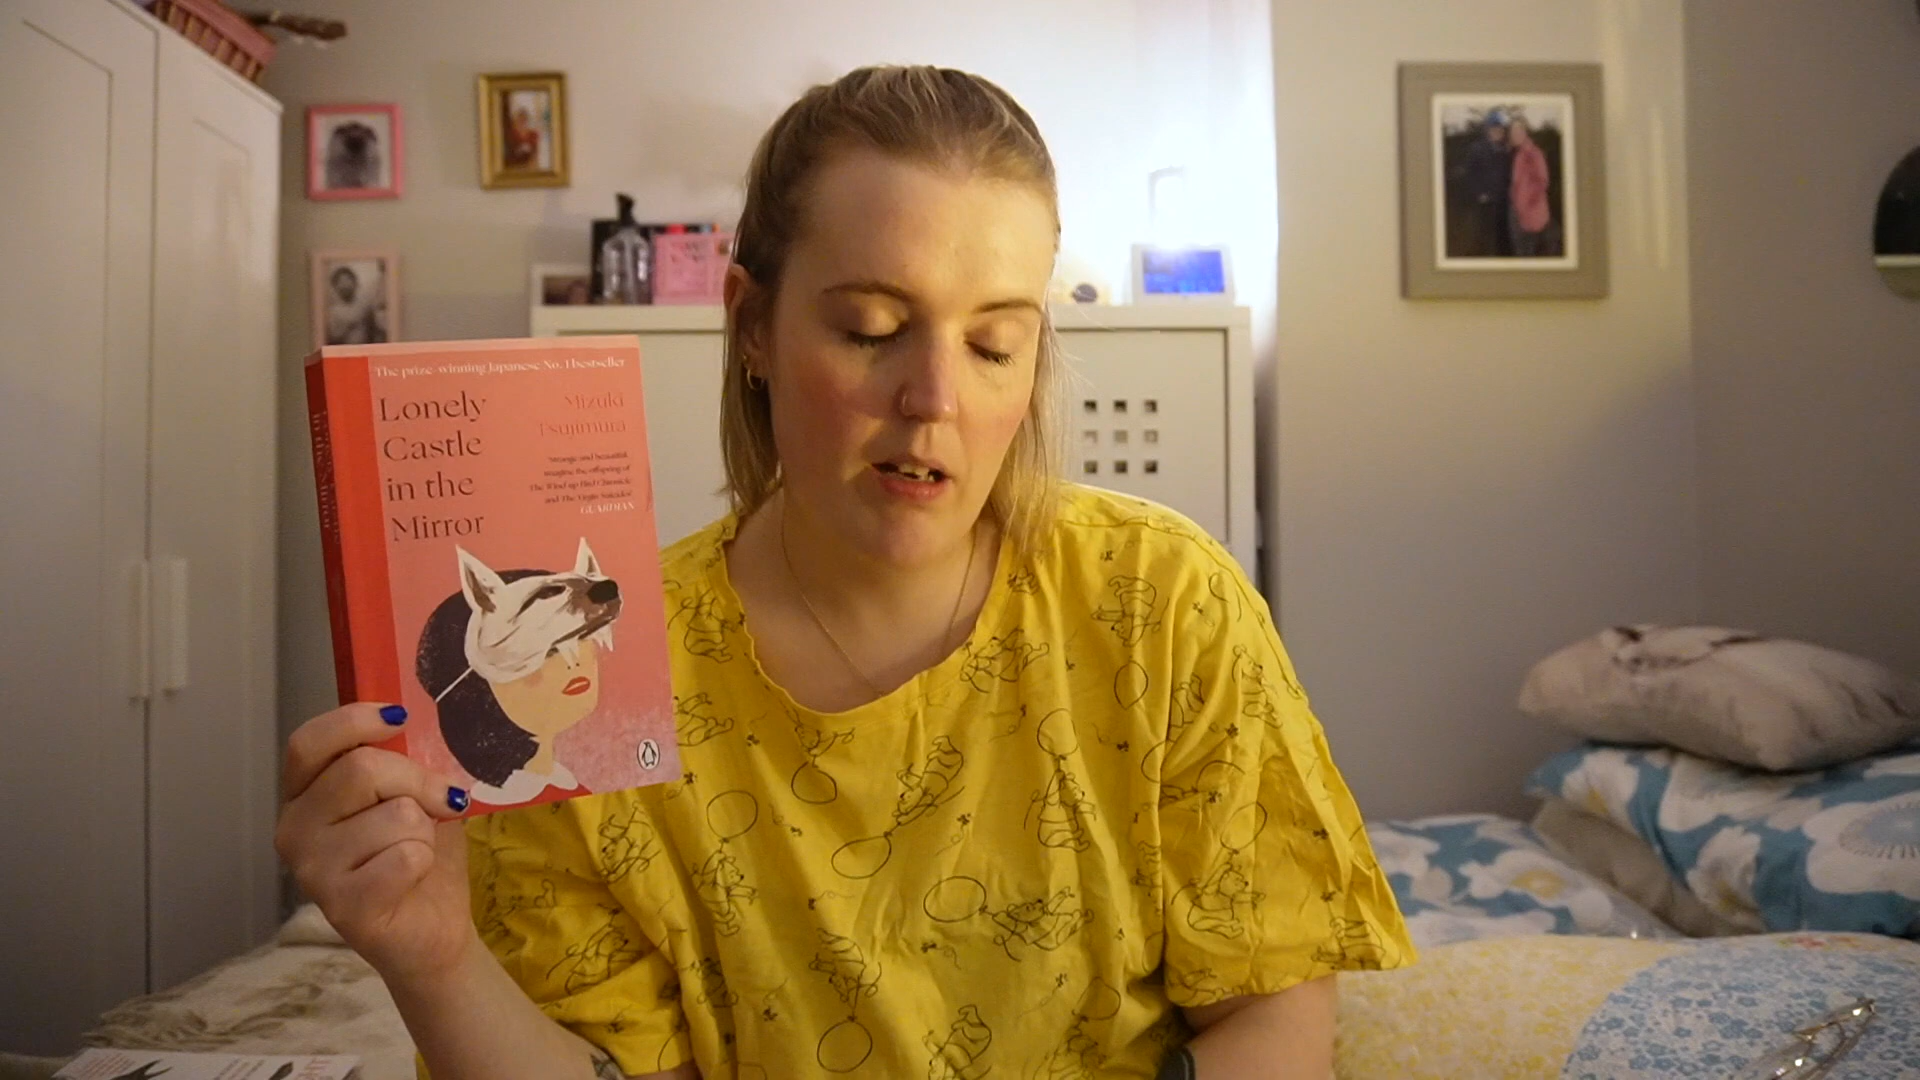 The prize-winning Japanese No. 1 bestseller
Lonely
Castle
in the
Mirror
Mizuki
Tsujimura
'Strange and beautiful.
Imagine the offspring of
The Wind-up Bird Chronicle
and The Virgin Suicides'
GUARDIAN